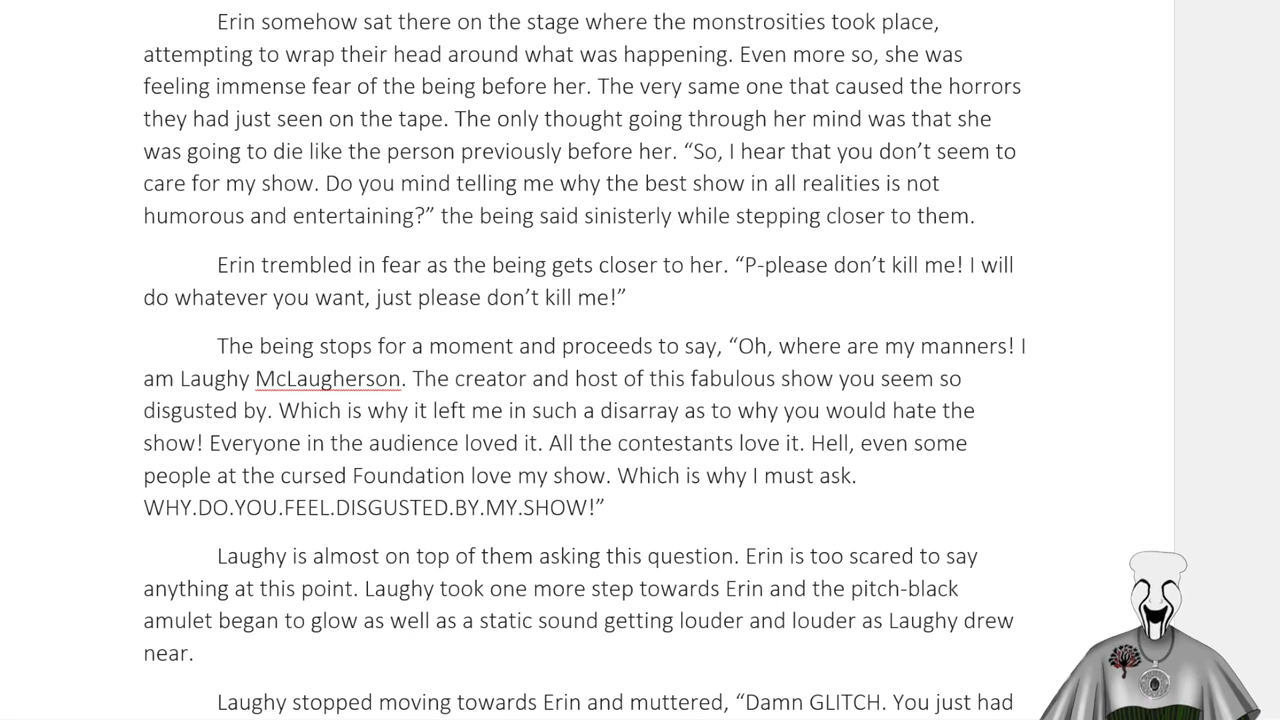 Erin somehow sat there on the stage where the monstrosities took place,
attempting to wrap their head around what was happening. Even more so, she was
feeling immense fear of the being before her. The very same one that caused the horrors
they had just seen on the tape. The only thought going through her mind was that she
was going to die like the person previously before her. “So, I hear that you don’t seem to
care for my show. Do you mind telling me why the best show in all realities is not
humorous and entertaining?” the being said sinisterly while stepping closer to them.
Erin trembled in fear as the being gets closer to her. “P-please don’t kill me! I will
do whatever you want, just please don’t kill me!”
The being stops for a moment and proceeds to say, “Oh, where are my manners! I
am Laughy McLaugherson. The creator and host of this fabulous show you seem so
disgusted by. Which is why it left me in such a disarray as to why you would hate the
show! Everyone in the audience loved it. All the contestants love it. Hell, even some
people at the cursed Foundation love my show. Which is why I must ask.
WHY.DO.YOU.FEEL.DISGUSTED.BY.MY.SHOW!”
Laughy is almost on top of them asking this question. Erin is too scared to say
anything at this point. Laughy took one more step towards Erin and the pitch-black
amulet began to glow as well as a static sound getting louder and louder as Laughy drew
near.
Laughy stopped moving towards Erin and muttered, “Damn GLITCH. You just had